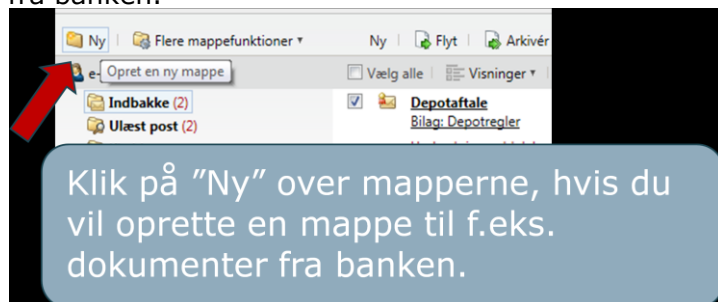 fra banken.
Ny Flere mappefunktioner Ny Flyt Arkivér
e- Opret en ny mappe Vælg alle Visninger
Indbakke (2) Depotaftale
Ulæst post (2) Bilag: Depotregler
Klik på ”Ny” over mapperne, hvis du
vil oprette en mappe til f.eks.
dokumenter fra banken.